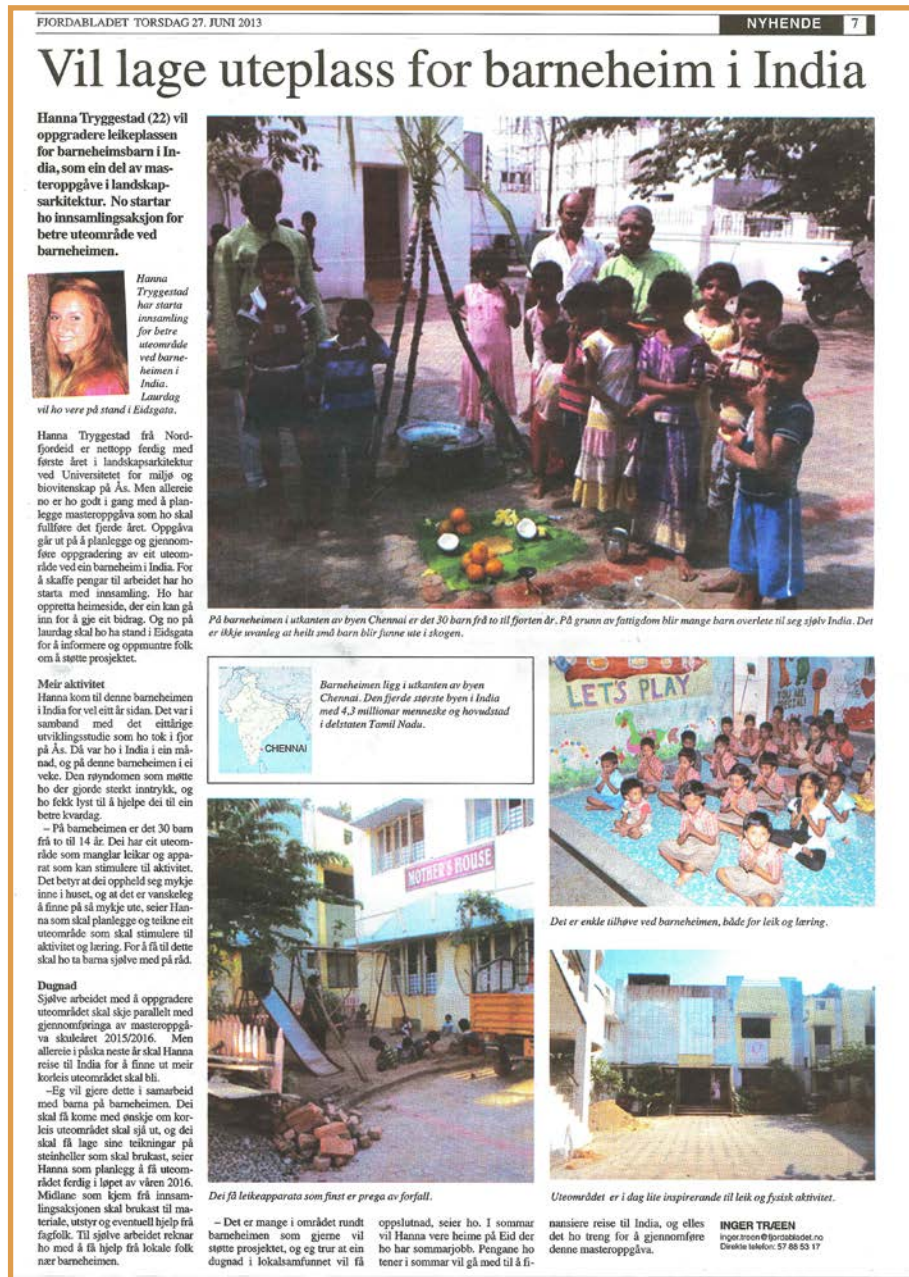 FJORDABLADET TORSDAG 27. JUNI 2013
NYHENDE 7
Vil lage uteplass for barneheim i India
Hanna Tryggestad (22) vil
oppgradere leikeplassen
for barneheimsbarn i In-
dia, som ein del av mas-
teroppgåve i landskap-
sarkitektur. No startar
ho innsamlingsaksjon for
betre uteområde ved
barneheimen.
Hanna
Tryggestad
har starta
innsamling
for betre
uteområde
ved barne-
heimen i
India.
Laurdag
vil ho vere på stand i Eidsgata.
Hanna Tryggestad frå Nord-
fjordeid er nettopp ferdig med
første året i landskapsarkitektur
ved Universitetet for miljø og
biovitenskap på Ås. Men allereie
no er ho godt i gang med å plan-
legge masteroppgåva som ho skal
fullføre det fjerde året. Oppgåva
går ut på å planlegge og gjennom-
føre oppgradering av eit uteom-
råde ved ein barneheim i India. For
å skaffe pengar til arbeidet har ho
starta med innsamling. Ho har
oppretta heimeside, der ein kan gå
inn for å gje eit bidrag. Og no på
laurdag skal ho ha stand i Eidsgata
for å informere og oppmuntre folk
om å støtte prosjektet.
Meir aktivitet
Hanna kom til denne barneheimen
i India for vel eitt år sidan. Det var i
samband med det eittårige
utviklingsstudie som ho tok i fjor
på Ås. Då var ho i India i ein må-
nad, og på denne barneheimen i ei
veke. Den røyndomen som møtte
ho der gjorde sterkt inntrykk, og
ho fekk lyst til å hjelpe dei til ein
betre kvardag.
– På barneheimen er det 30 barn
frå to til 14 år. Dei har eit uteom-
råde som manglar leikar og appa-
rat som kan stimulere til aktivitet.
Det betyr at dei oppheld seg mykje
inne i huset, og at det er vanskeleg
å finne på så mykje ute, seier Han-
na som skal planlegge og teikne eit
uteområde som skal stimulere til
aktivitet og læring. For å få til dette
skal ho ta barna sjølve med på råd.
Dugnad
Sjølve arbeidet med å oppgradere
uteområdet skal skje parallelt med
gjennomføringa av masteroppgå-
va skuleåret 2015/2016. Men
allereie i påska neste år skal Hanna
reise til India for å finne ut meir
korleis uteområdet skal bli.
–Eg vil gjere dette i samarbeid
med barna på barneheimen. Dei
skal få kome med ønskje om kor-
leis uteområdet skal sjå ut, og dei
skal få lage sine teikningar på
steinheller som skal brukast, seier
Hanna som planlegg å få uteom-
rådet ferdig i løpet av våren 2016.
Midlane som kjem frå innsam-
lingsaksjonen skal brukast til ma-
teriale, utstyr og eventuell hjelp frå
fagfolk. Til sjølve arbeidet reknar
ho med å få hjelp frå lokale folk
nær barneheimen.
På barneheimen i utkanten av byen Chennai er det 30 barn frå to til fjorten år. På grunn av fattigdom blir mange barn overlete til seg sjølv India. Det
er ikkje uvanleg at heilt små barn blir funne ute i skogen.
CHENNAI
Barneheimen ligg i utkanten av byen
Chennai. Den fjerde største byen i India
med 4,3 millionar menneske og hovudstad
i delstaten Tamil Nadu.
LET'S PLAY
Det er enkle tilhøve ved barneheimen, både for leik og læring.
MOTHER'S HOUSE
Dei få leikeapparata som finst er prega av forfall.
Uteområdet er i dag lite inspirerande til leik og fysisk aktivitet.
– Det er mange i området rundt
barneheimen som gjerne vil
støtte prosjektet, og eg trur at ein
dugnad i lokalsamfunnet vil få
oppslutnad, seier ho. I sommar
vil Hanna vere heime på Eid der
ho har sommarjobb. Pengane ho
tener i sommar vil gå med til å fi-
nansiere reise til India, og elles
det ho treng for å gjennomføre
denne masteroppgåva.
INGER TRÆEN
inger.treen@fjordabladet.no
Direkte telefon: 57 88 53 17